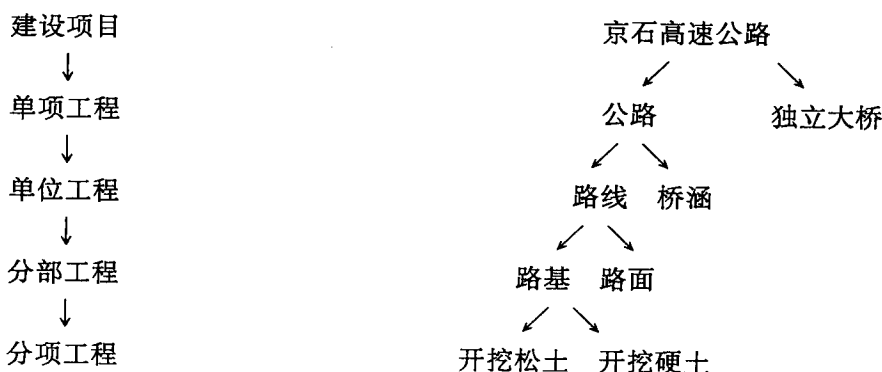 建设项目
京石高速公路
单项工程
公路
独立大桥
单位工程
路线
桥涵
分部工程
路基
路面
分项工程
开挖松土
开挖硬土